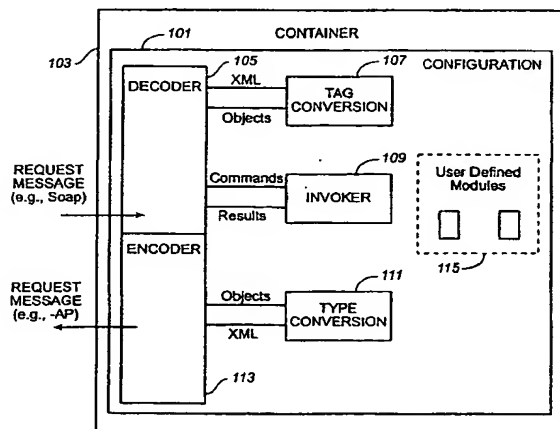 CONTAINER
103
101
CONFIGURATION
105
DECODER
XML
Objects
107
TAG
CONVERSION
REQUEST
MESSAGE
(e.g., Soap)
Commands
Results
109
INVOKER
User Defined
Modules
115
ENCODER
REQUEST
MESSAGE
(e.g., -AP)
Objects
XML
111
TYPE
CONVERSION
113